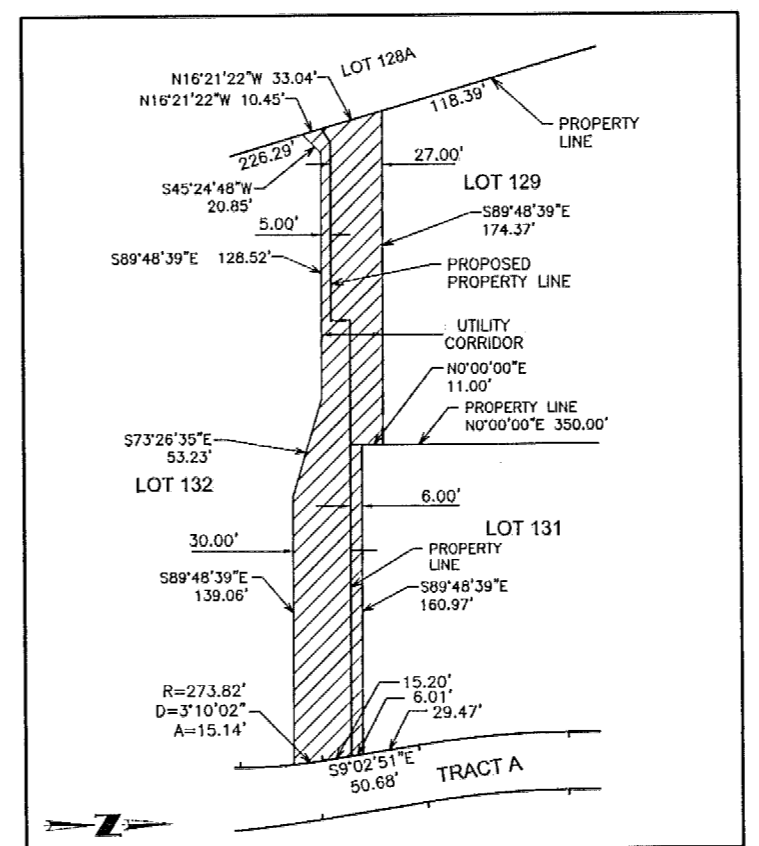 LOT 128A
N16°21'22"W 33.04'
N16°21'22"W 10.45'
118.39'
PROPERTY
LINE
226.29'
27.00'
LOT 129
S45°24'48"W
20.85'
S89°48'39"E
174.37'
5.00'
S89°48'39"E 128.52'
PROPOSED
PROPERTY LINE
UTILITY
CORRIDOR
N0°00'00"E
11.00'
PROPERTY LINE
N0°00'00"E 350.00'
S73°26'35"E
53.23'
LOT 132
6.00'
LOT 131
30.00'
PROPERTY
LINE
S89°48'39"E
139.06'
S89°48'39"E
160.97'
R=273.82'
D=3°10'02"
A=15.14'
15.20'
6.01'
29.47'
S9°02'51"E
50.68'
TRACT A
Z